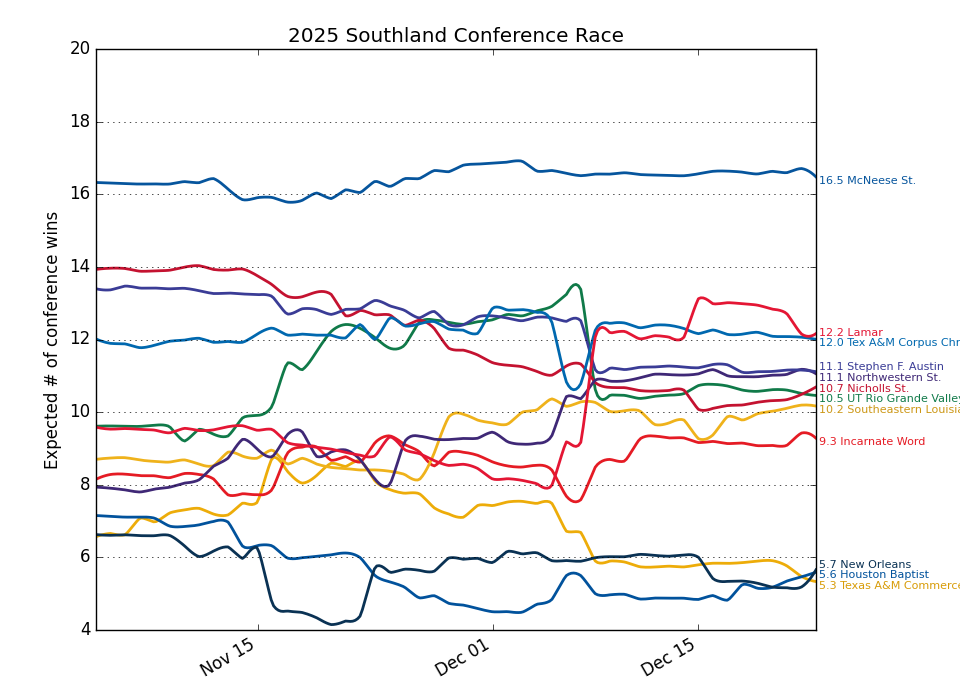 2025 Southland Conference Race
Expected # of conference wins
20
18
16
14
12
10
8
6
4
Nov 15
Dec 01
Dec 15
16.5 McNeese St.
12.2 Lamar
12.0 Tex A&M Corpus Chr
11.1 Stephen F. Austin
11.1 Northwestern St.
10.7 Nicholls St.
10.5 UT Rio Grande Valley
10.2 Southeastern Louisia
9.3 Incarnate Word
5.7 New Orleans
5.6 Houston Baptist
5.3 Texas A&M Commerce